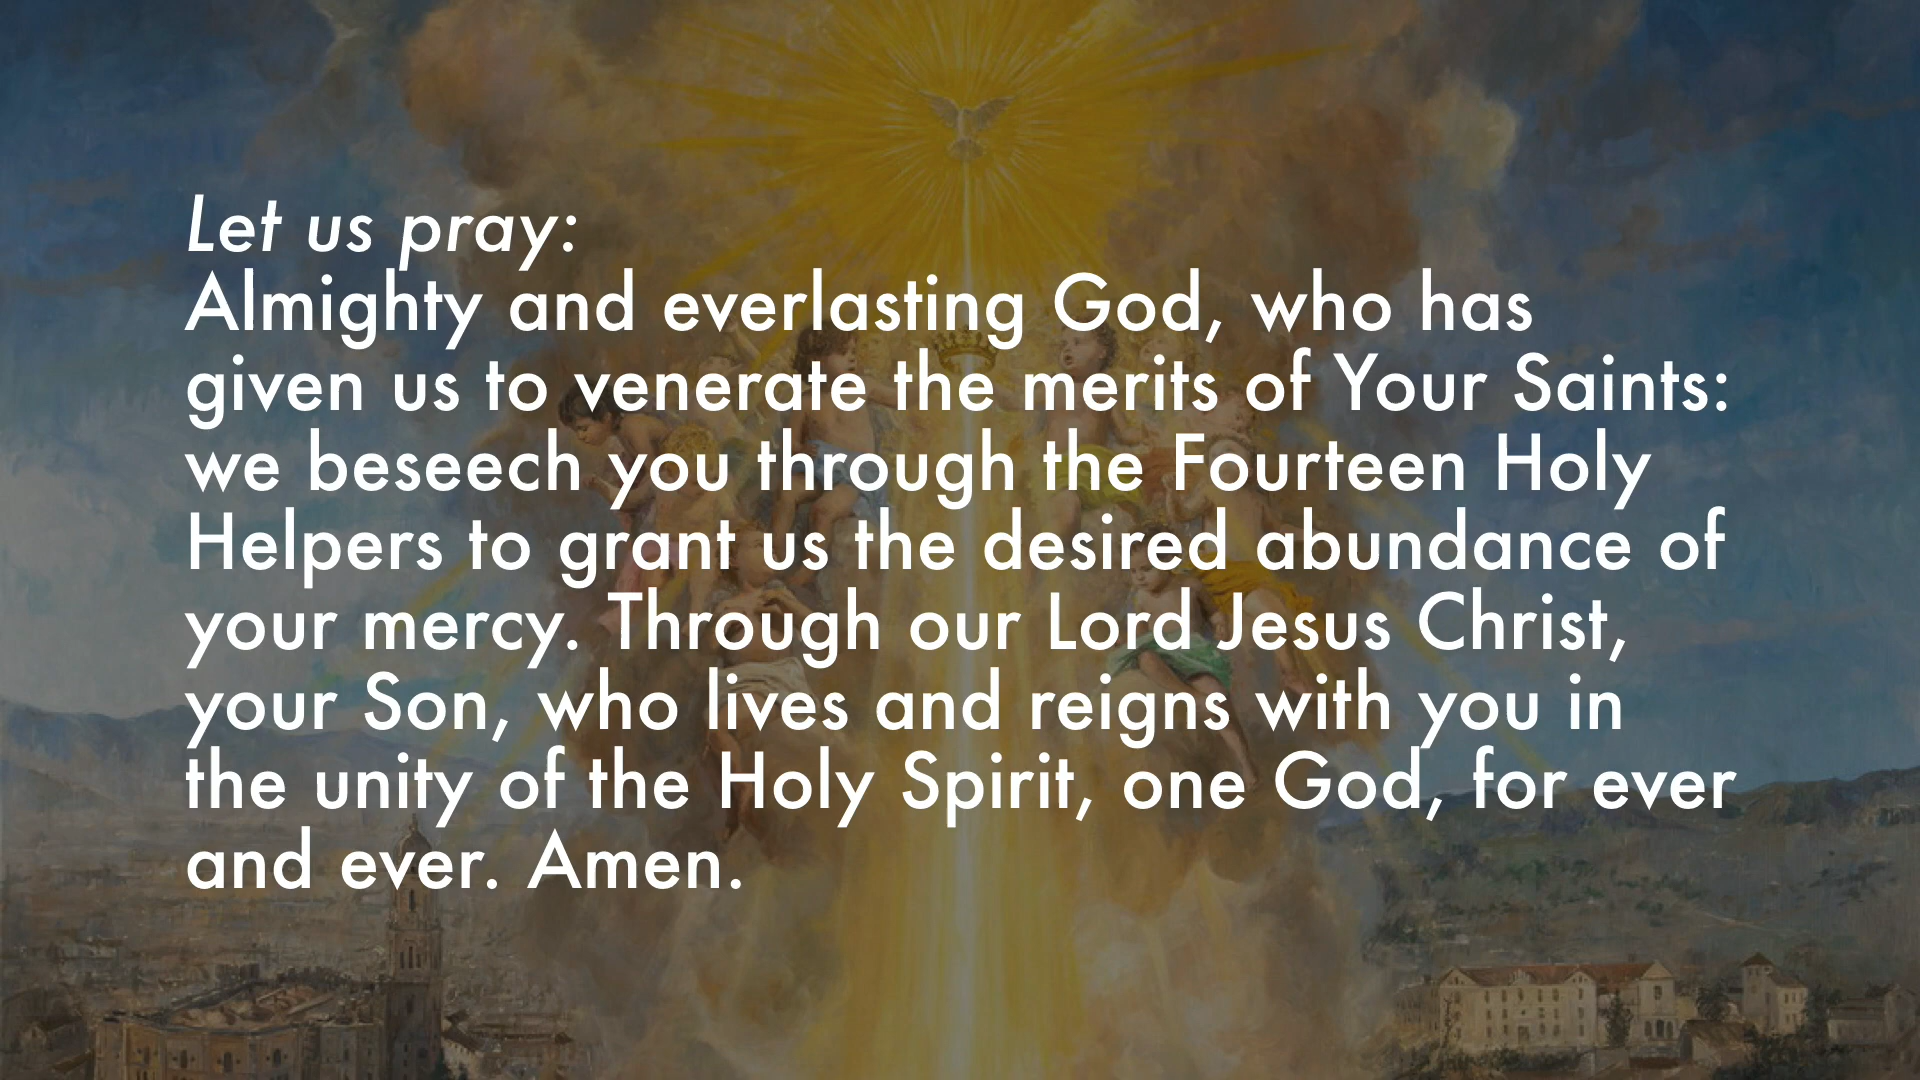 Let us pray:
Almighty and everlasting God, who has
given us to venerate the merits of Your Saints:
we beseech you through the Fourteen Holy
Helpers to grant us the desired abundance of
your mercy. Through our Lord Jesus Christ,
your Son, who lives and reigns with you in
the unity of the Holy Spirit, one God, for ever
and ever. Amen.